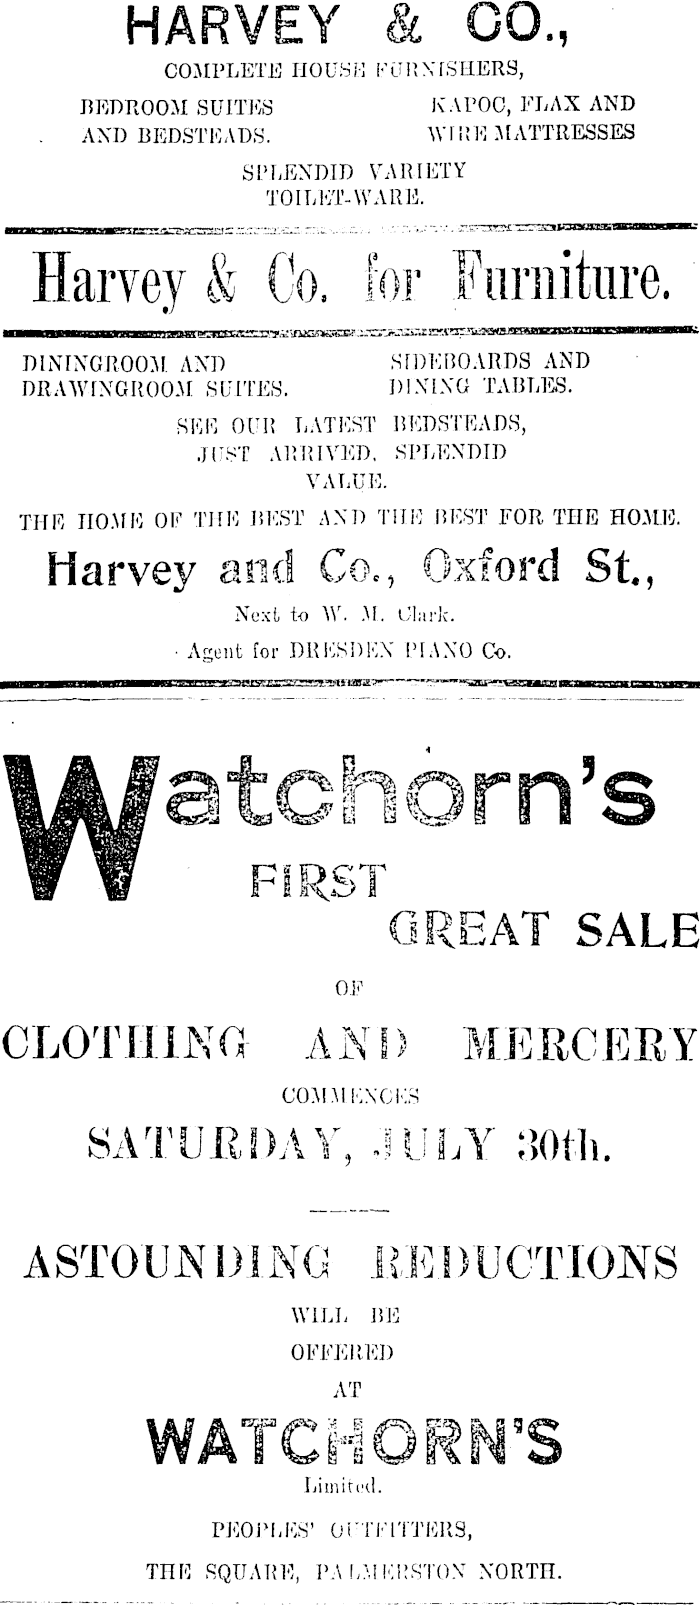 HARVEY & CO.,
COMPLETE HOUSE FURNISHERS,
BEDROOM SUITES
AND BEDSTEADS.
KAPOC, FLAX AND
WIRE MATTRESSES
SPLENDID VARIETY
TOILET-WARE.
Harvey & Co. for Furniture.
DININGROOM AND
DRAWINGROOM SUITES.
SIDEBOARDS AND
DINING TABLES.
SEE OUR LATEST BEDSTEADS,
JUST ARRIVED, SPLENDID
VALUE.
THE HOME OF THE BEST AND THE BEST FOR THE HOME.
Harvey and Co., Oxford St.,
Next to W. M. Clark.
Agent for DRESDEN PIANO Co.
Watchorn's
FIRST
GREAT SALE
OF
CLOTHING AND MERCERY
COMMENCES
SATURDAY, JULY 30th.
ASTOUNDING REDUCTIONS
WILL BE
OFFERED
AT
WATCHORN'S
Limited.
PEOPLES' OUTFITTERS,
THE SQUARE, PALMERSTON NORTH.